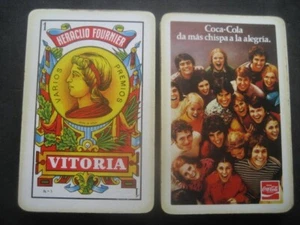 HERACLIO FOURNIER
VARIOS PREMIOS
VITORIA
Coca-Cola
da más chispa a la alegría.
Coca-Cola